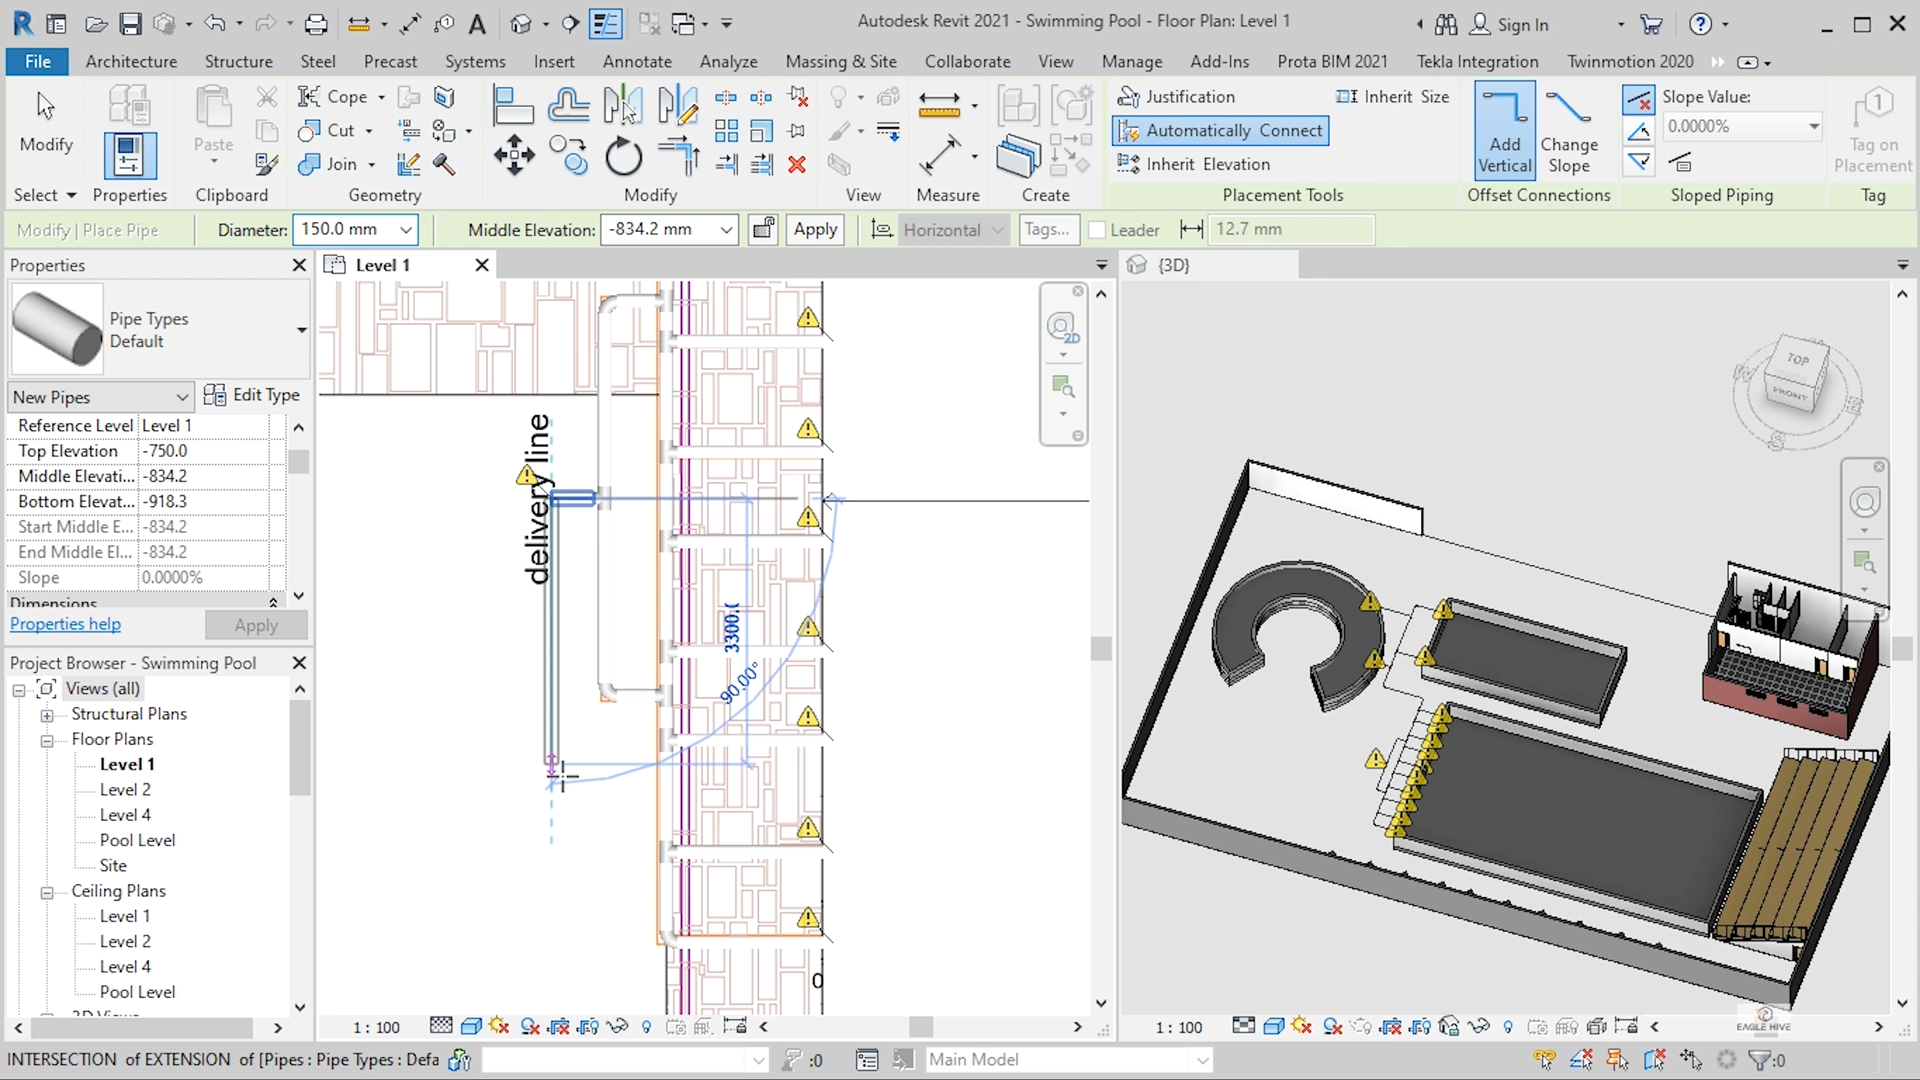 Autodesk Revit 2021 - Swimming Pool - Floor Plan: Level 1
Sign In
File
Architecture
Structure
Steel
Precast
Systems
Insert
Annotate
Analyze
Massing & Site
Collaborate
View
Manage
Add-Ins
Prota BIM 2021
Tekla Integration
Twinmotion 2020
Modify
Select
Properties
Paste
Clipboard
Cope
Cut
Join
Geometry
Modify
View
Measure
Create
Justification
Inherit Size
Automatically Connect
Inherit Elevation
Placement Tools
Add Vertical
Change Slope
Offset Connections
Slope Value:
0.0000%
Sloped Piping
Tag on Placement
Tag
Modify | Place Pipe
Diameter:
150.0 mm
Middle Elevation:
-834.2 mm
Apply
Horizontal
Tags...
Leader
12.7 mm
Properties
Pipe Types
Default
New Pipes
Edit Type
Reference Level
Level 1
Top Elevation
-750.0
Middle Elevati...
-834.2
Bottom Elevat...
-918.3
Start Middle E...
-834.2
End Middle El...
-834.2
Slope
0.0000%
Dimensions
Properties help
Apply
Project Browser - Swimming Pool
Views (all)
Structural Plans
Floor Plans
Level 1
Level 2
Level 4
Pool Level
Site
Ceiling Plans
Level 1
Level 2
Level 4
Pool Level
3D Views
Level 1
2D
delivery line
3300.(
90.00°
0
1 : 100
{3D}
TOP
FRONT
W
S
E
1 : 100
EAGLE HIVE
INTERSECTION of EXTENSION of [Pipes : Pipe Types : Defa
:0
Main Model
:0